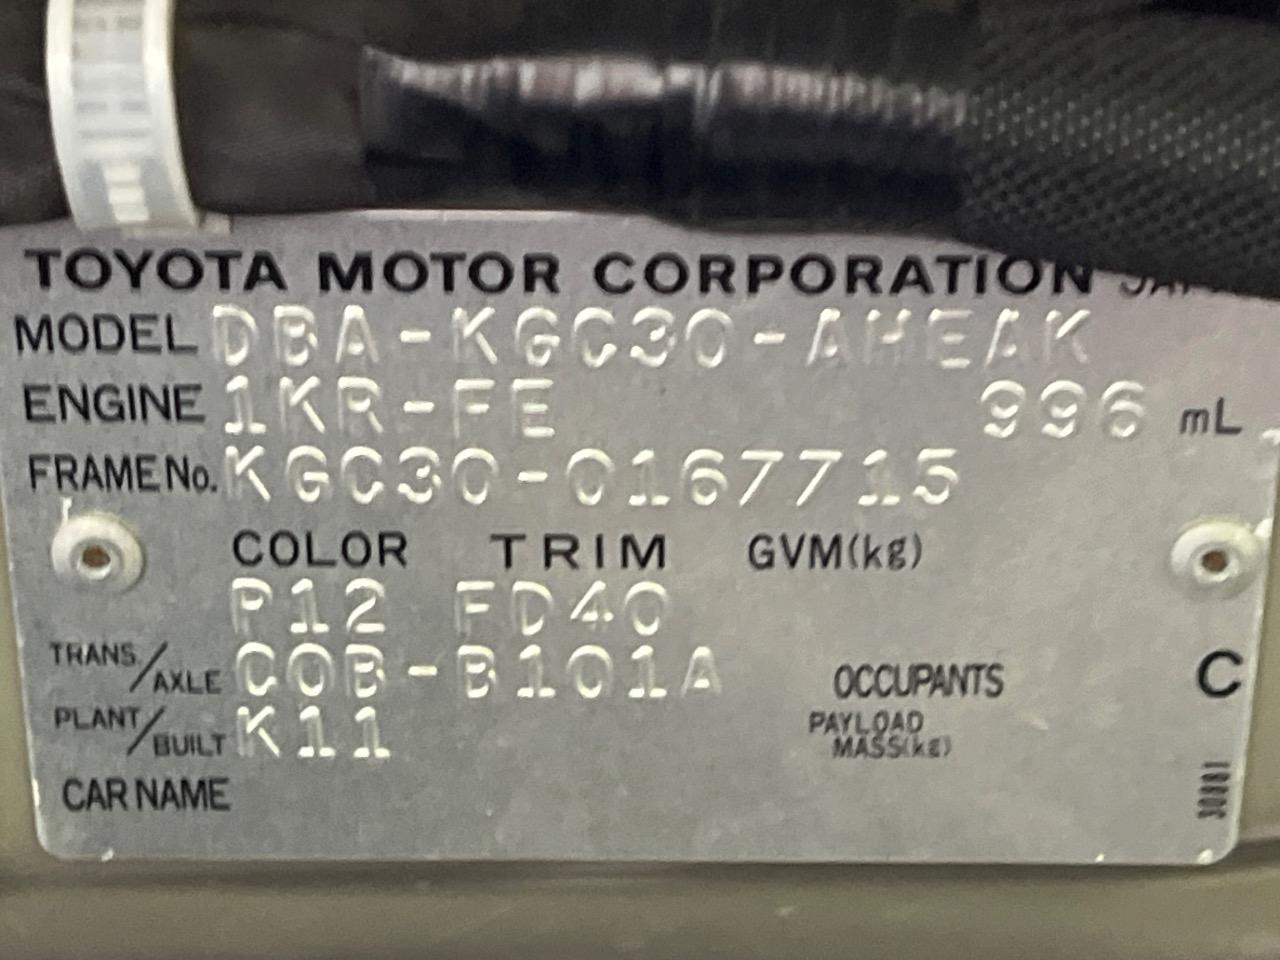 TOYOTA MOTOR CORPORATION
MODEL DBA-KGC30-AHEAK
ENGINE 1KR-FE 996 mL
FRAME No. KGC30-0167715
COLOR TRIM GVM(kg)
P12 FD40
TRANS/AXLE C0B-B101A OCCUPANTS C
PLANT/BUILT K11 PAYLOAD MASS(kg)
CAR NAME
30881